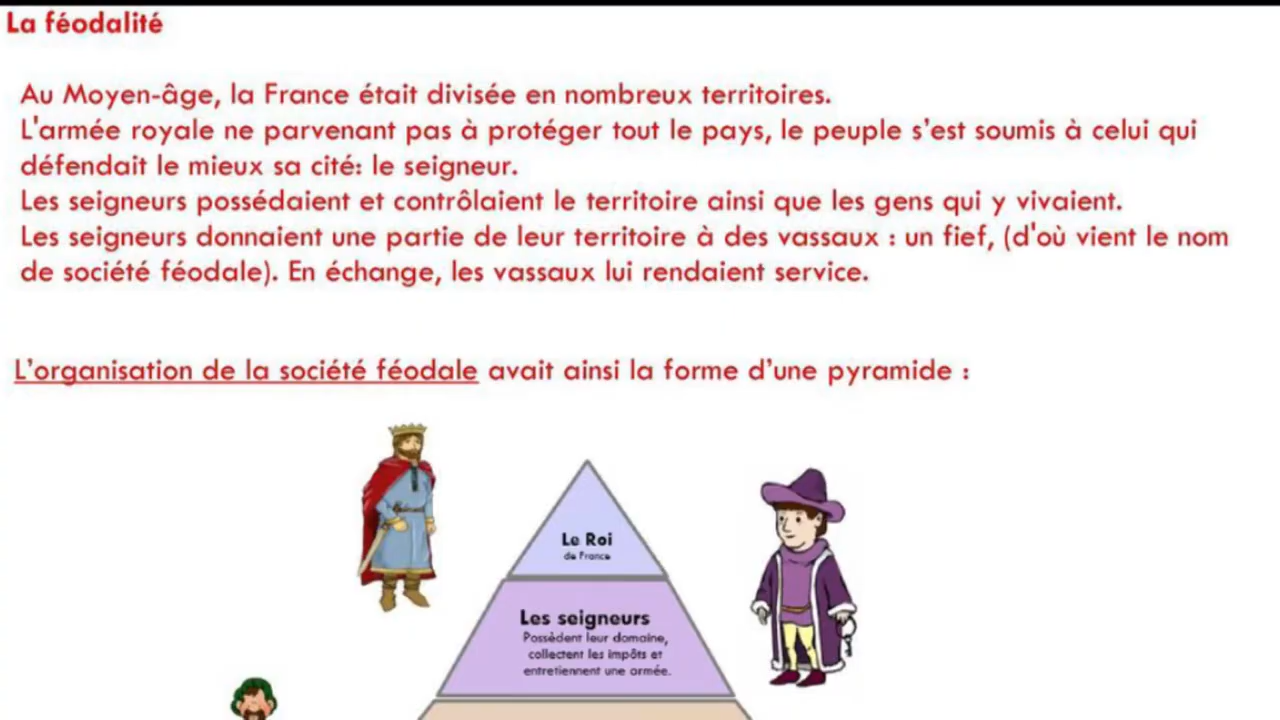 La féodalité
Au Moyen-âge, la France était divisée en nombreux territoires.
L'armée royale ne parvenant pas à protéger tout le pays, le peuple s’est soumis à celui qui
défendait le mieux sa cité: le seigneur.
Les seigneurs possédaient et contrôlaient le territoire ainsi que les gens qui y vivaient.
Les seigneurs donnaient une partie de leur territoire à des vassaux : un fief, (d'où vient le nom
de société féodale). En échange, les vassaux lui rendaient service.
L’organisation de la société féodale avait ainsi la forme d’une pyramide :
Le Roi
de France
Les seigneurs
Possèdent leur domaine,
collectent les impôts et
entretiennent une armée.